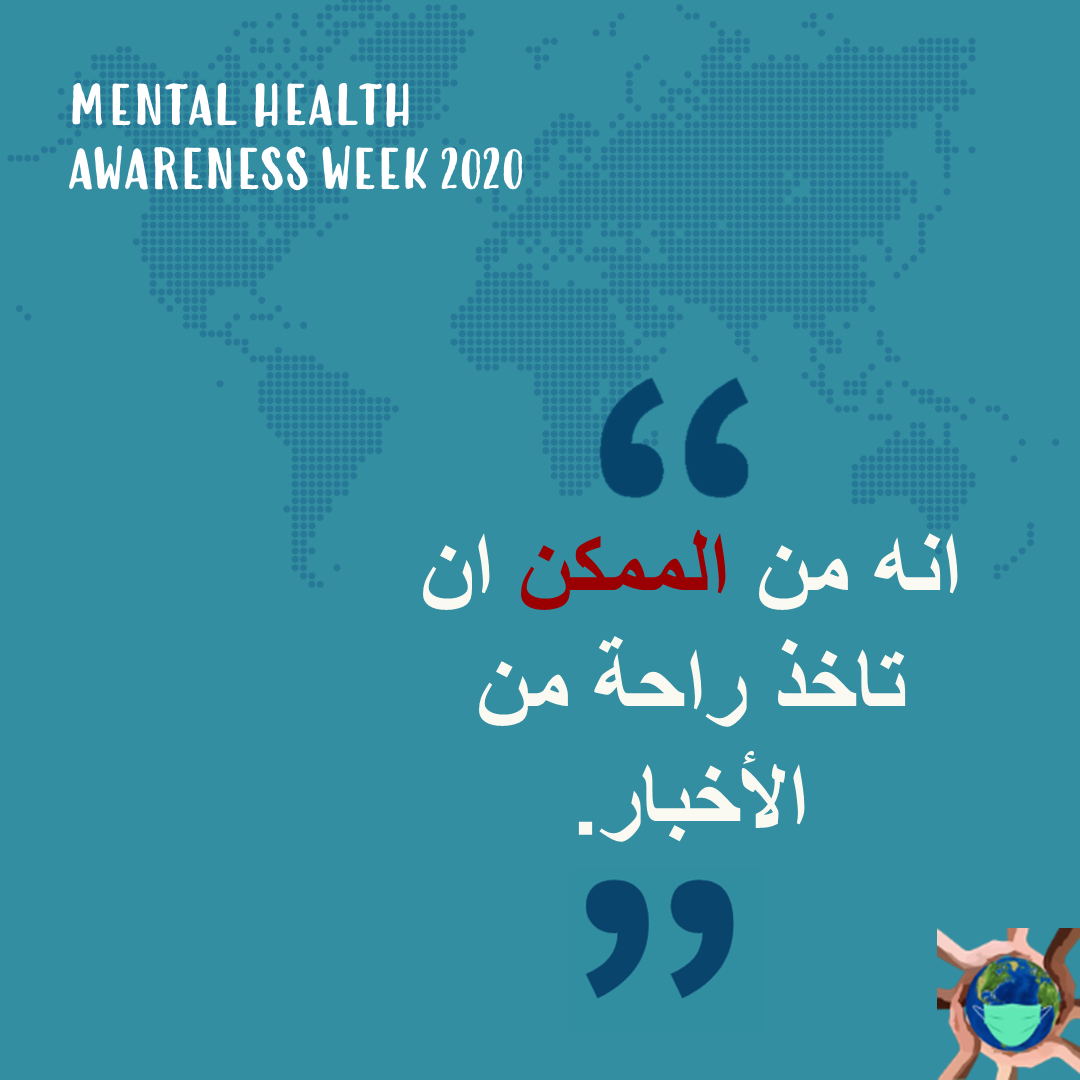 MENTAL HEALTH
AWARENESS WEEK 2020
“
انه من الممكن ان
تاخذ راحة من
الأخبار.
”